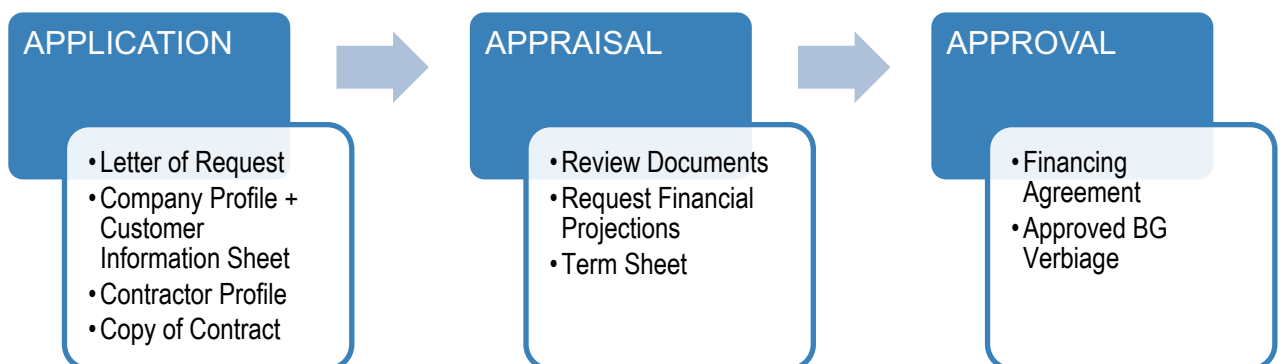 APPLICATION
•Letter of Request
•Company Profile +
Customer
Information Sheet
•Contractor Profile
•Copy of Contract
APPRAISAL
•Review Documents
•Request Financial
Projections
•Term Sheet
APPROVAL
•Financing
Agreement
•Approved BG
Verbiage